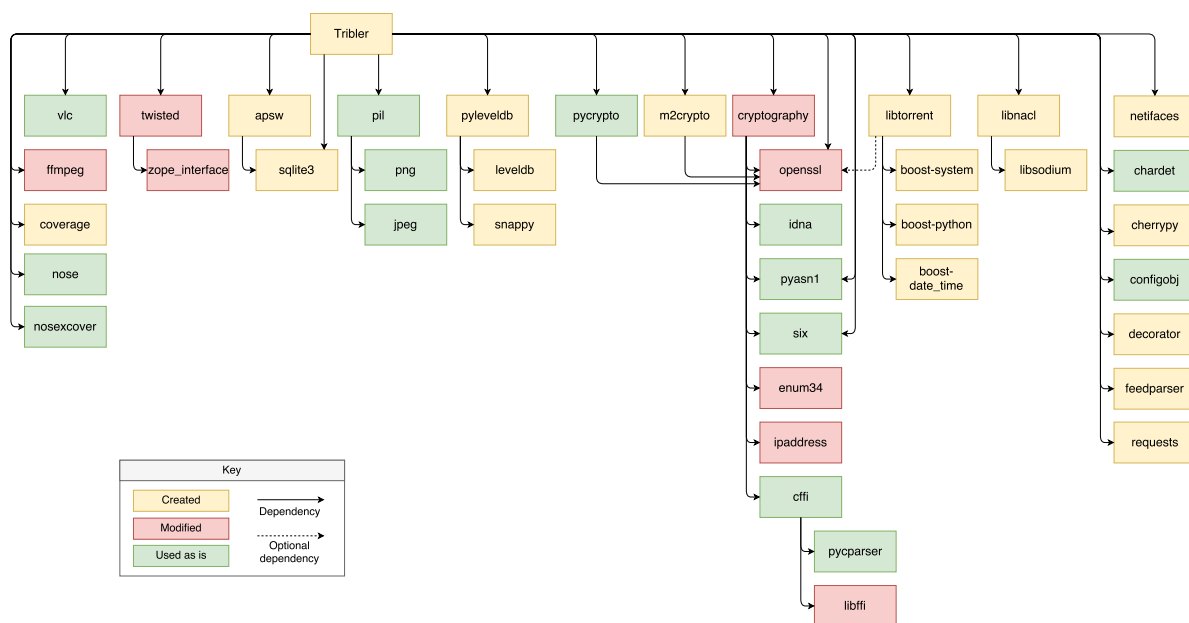 Tribler
vlc
twisted
apsw
pil
pyleveldb
pycrypto
m2crypto
cryptography
libtorrent
libnacl
netifaces
ffmpeg
zope_interface
sqlite3
png
leveldb
openssl
boost-system
libsodium
chardet
coverage
jpeg
snappy
idna
boost-python
cherrypy
nose
pyasn1
boost-
date_time
configobj
nosexcover
six
decorator
enum34
feedparser
ipaddress
requests
Key
Created
Dependency
Modified
Optional
dependency
Used as is
cffi
pycparser
libffi